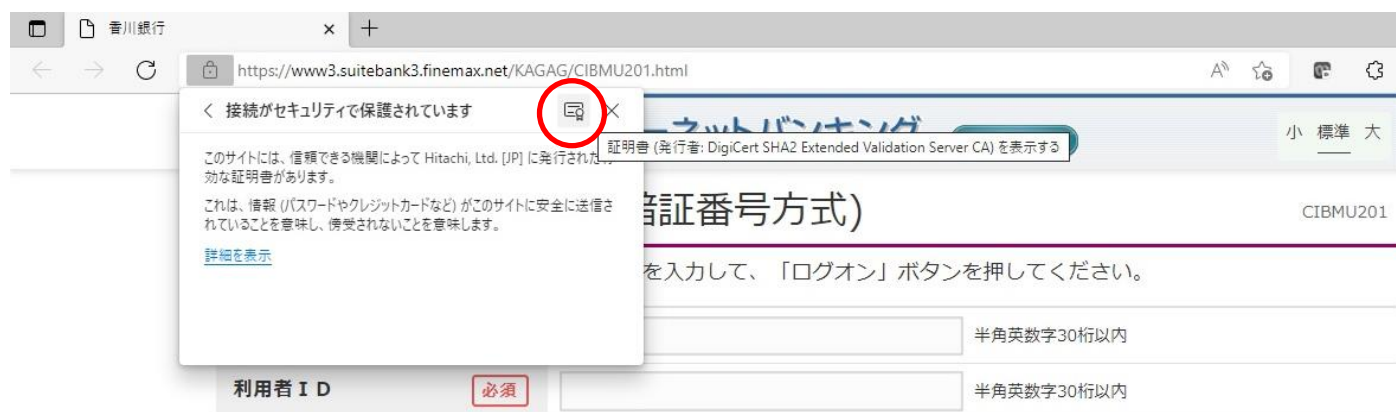 香川銀行
https://www3.suitebank3.finemax.net/KAGAG/CIBMU201.html
接続がセキュリティで保護されています
ーネットバンキング
小 標準 大
証明書 (発行者: DigiCert SHA2 Extended Validation Server CA) を表示する
このサイトには、信頼できる機関によって Hitachi, Ltd. [JP] に発行された
効な証明書があります。
これは、情報 (パスワードやクレジットカードなど) がこのサイトに安全に送信さ
れていることを意味し、傍受されないことを意味します。
詳細を表示
暗証番号方式)
CIBMU201
を入力して、「ログオン」ボタンを押してください。
半角英数字30桁以内
利用者ID
必須
半角英数字30桁以内